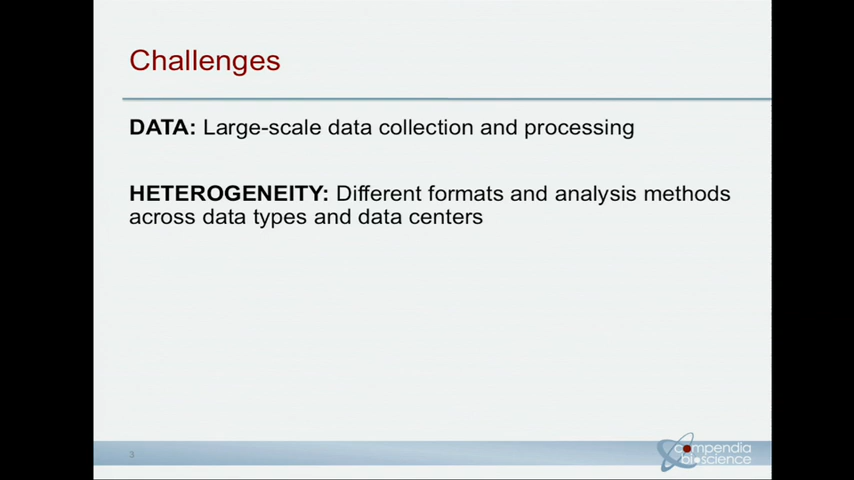 Challenges
DATA: Large-scale data collection and processing
HETEROGENEITY: Different formats and analysis methods
across data types and data centers
3
compendia
bioscience